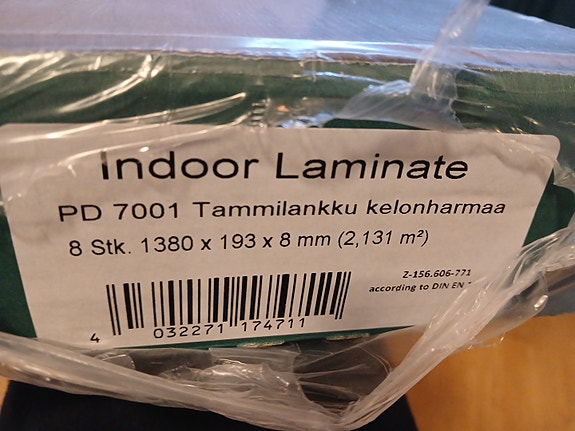 Indoor Laminate
PD 7001 Tammilankku kelonharmaa
8 Stk. 1380 x 193 x 8 mm (2,131 m²)
Z-156.606-771
according to DIN EN
4 032271 174711